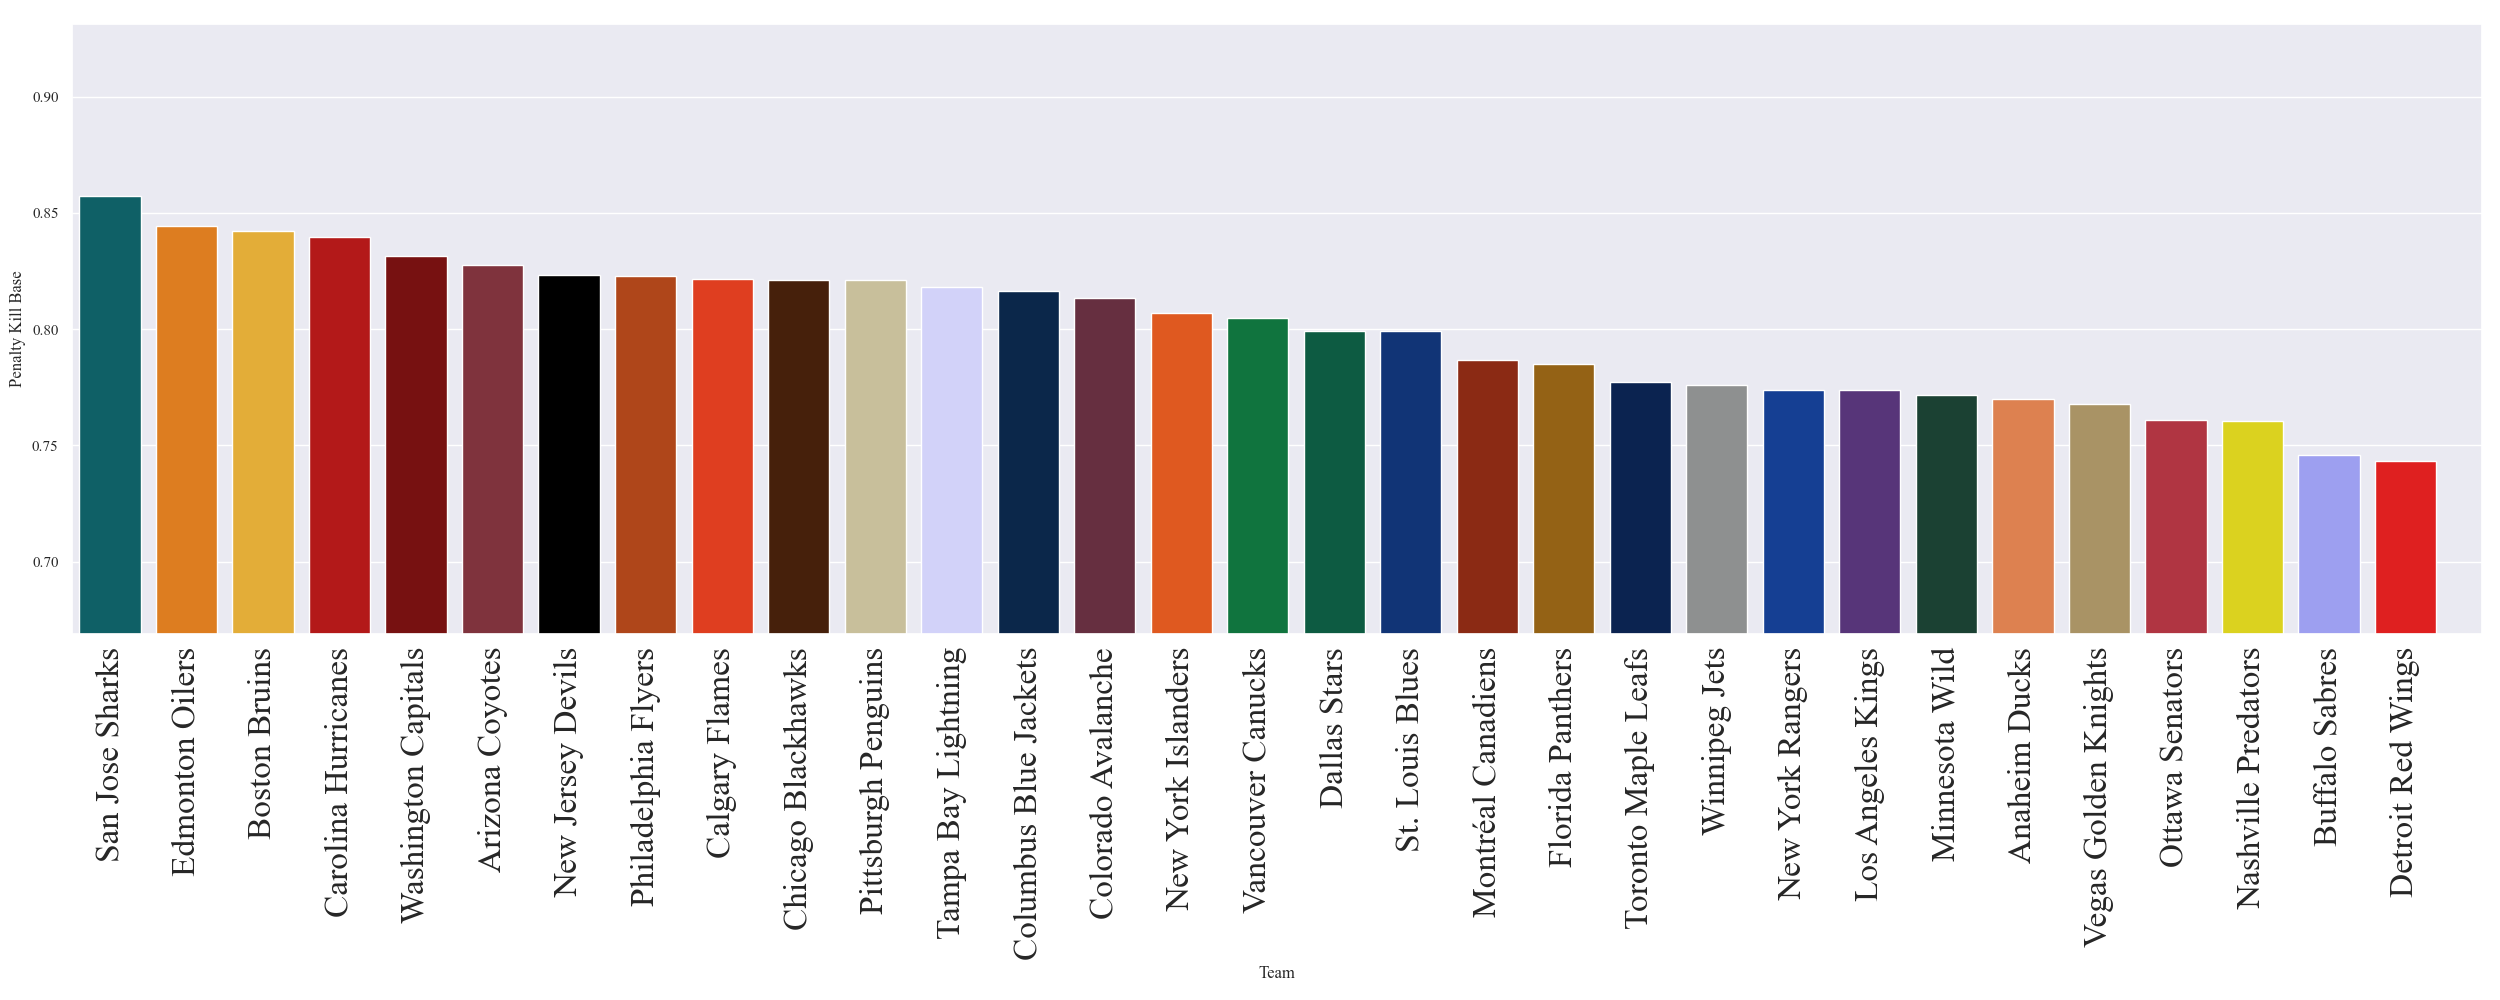 0.90
0.85
0.80
0.75
0.70
Penalty Kill Base
San Jose Sharks
Edmonton Oilers
Boston Bruins
Carolina Hurricanes
Washington Capitals
Arizona Coyotes
New Jersey Devils
Philadelphia Flyers
Calgary Flames
Chicago Blackhawks
Pittsburgh Penguins
Tampa Bay Lightning
Columbus Blue Jackets
Colorado Avalanche
New York Islanders
Vancouver Canucks
Dallas Stars
St. Louis Blues
Montréal Canadiens
Florida Panthers
Toronto Maple Leafs
Winnipeg Jets
New York Rangers
Los Angeles Kings
Minnesota Wild
Anaheim Ducks
Vegas Golden Knights
Ottawa Senators
Nashville Predators
Buffalo Sabres
Detroit Red Wings
Team